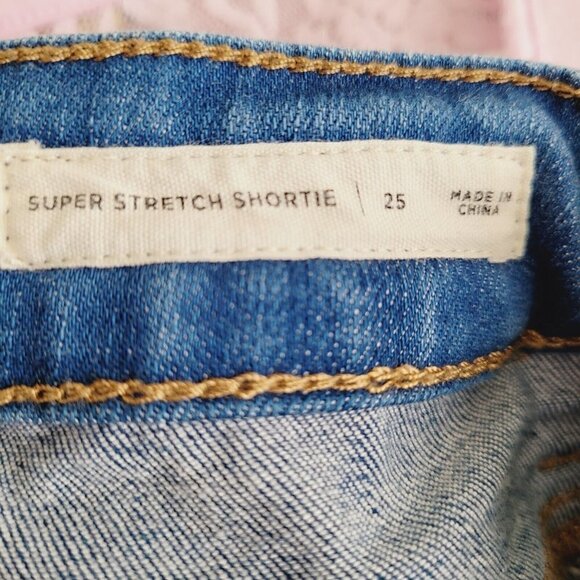 SUPER STRETCH SHORTIE | 25 MADE IN
CHINA